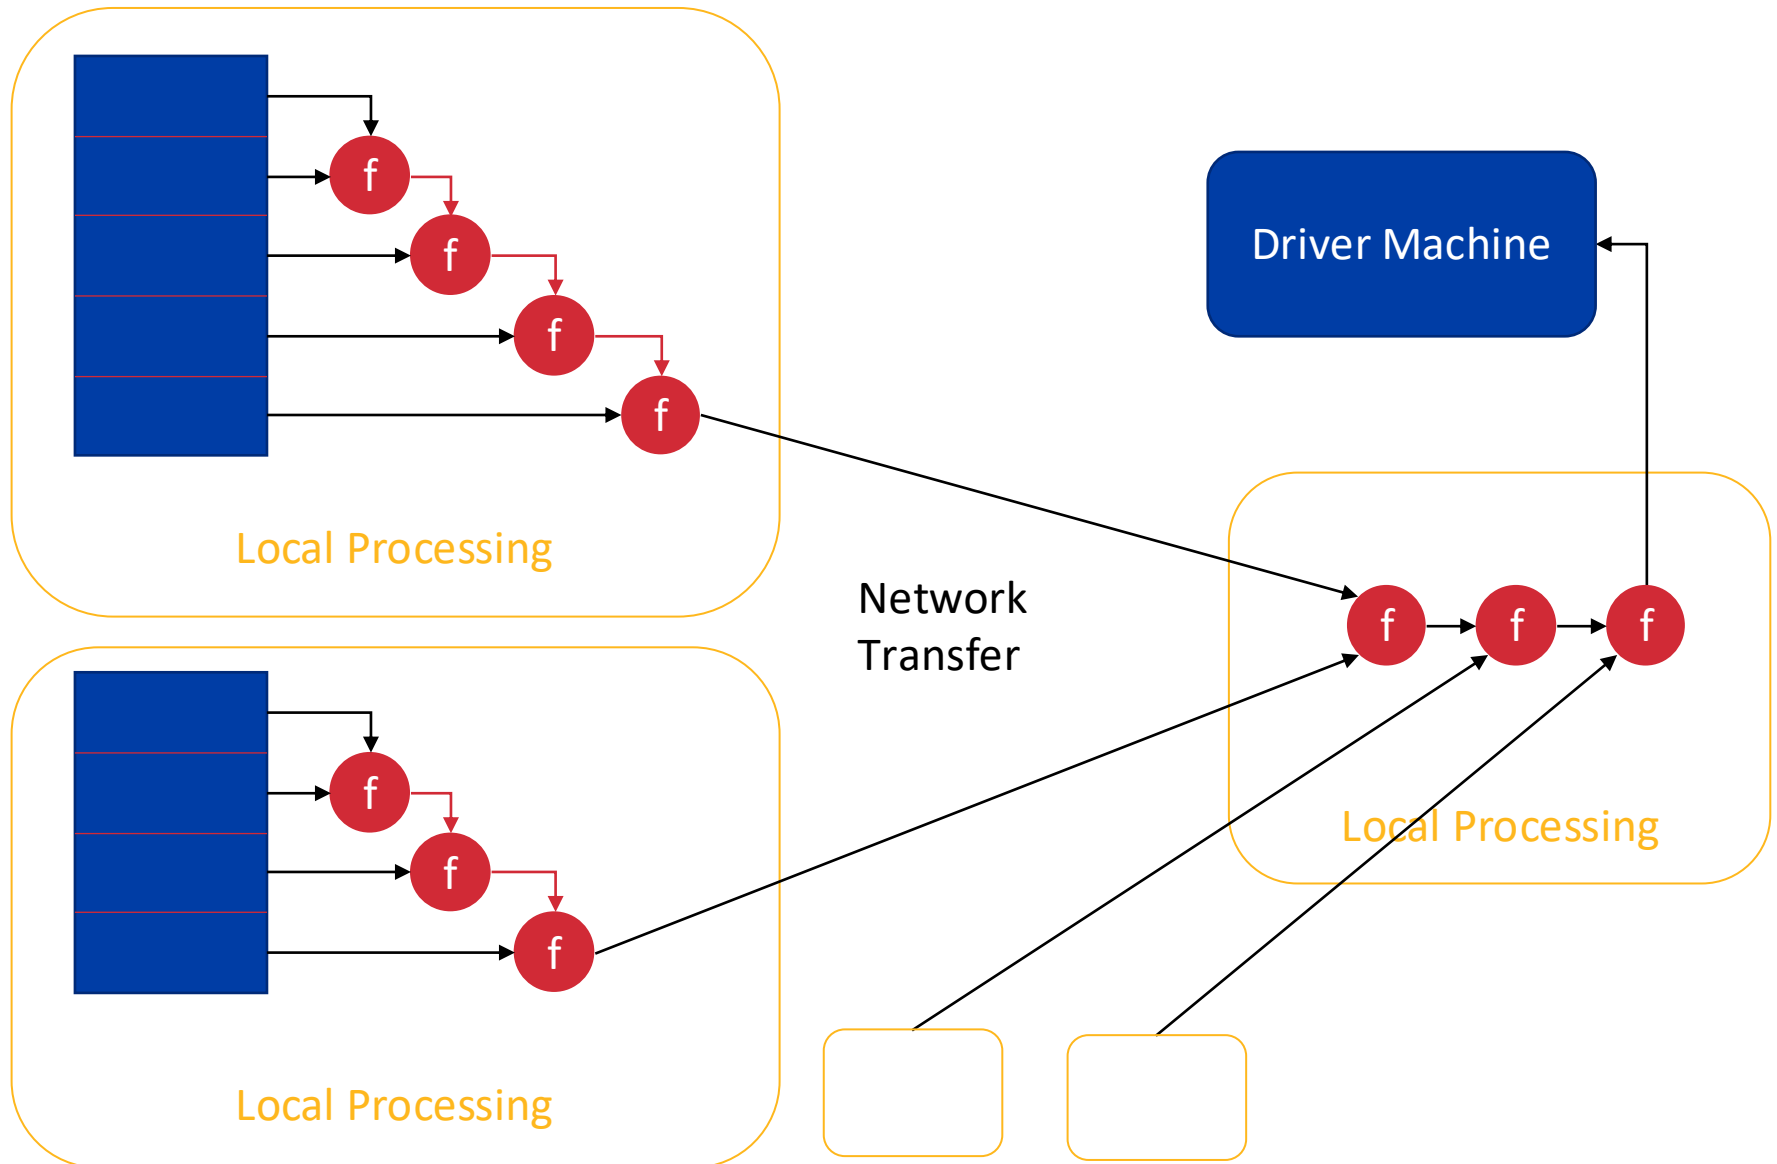 f
f
f
f
Local Processing
Driver Machine
Network
Transfer
f
f
f
Local Processing
f
f
f
Local Processing